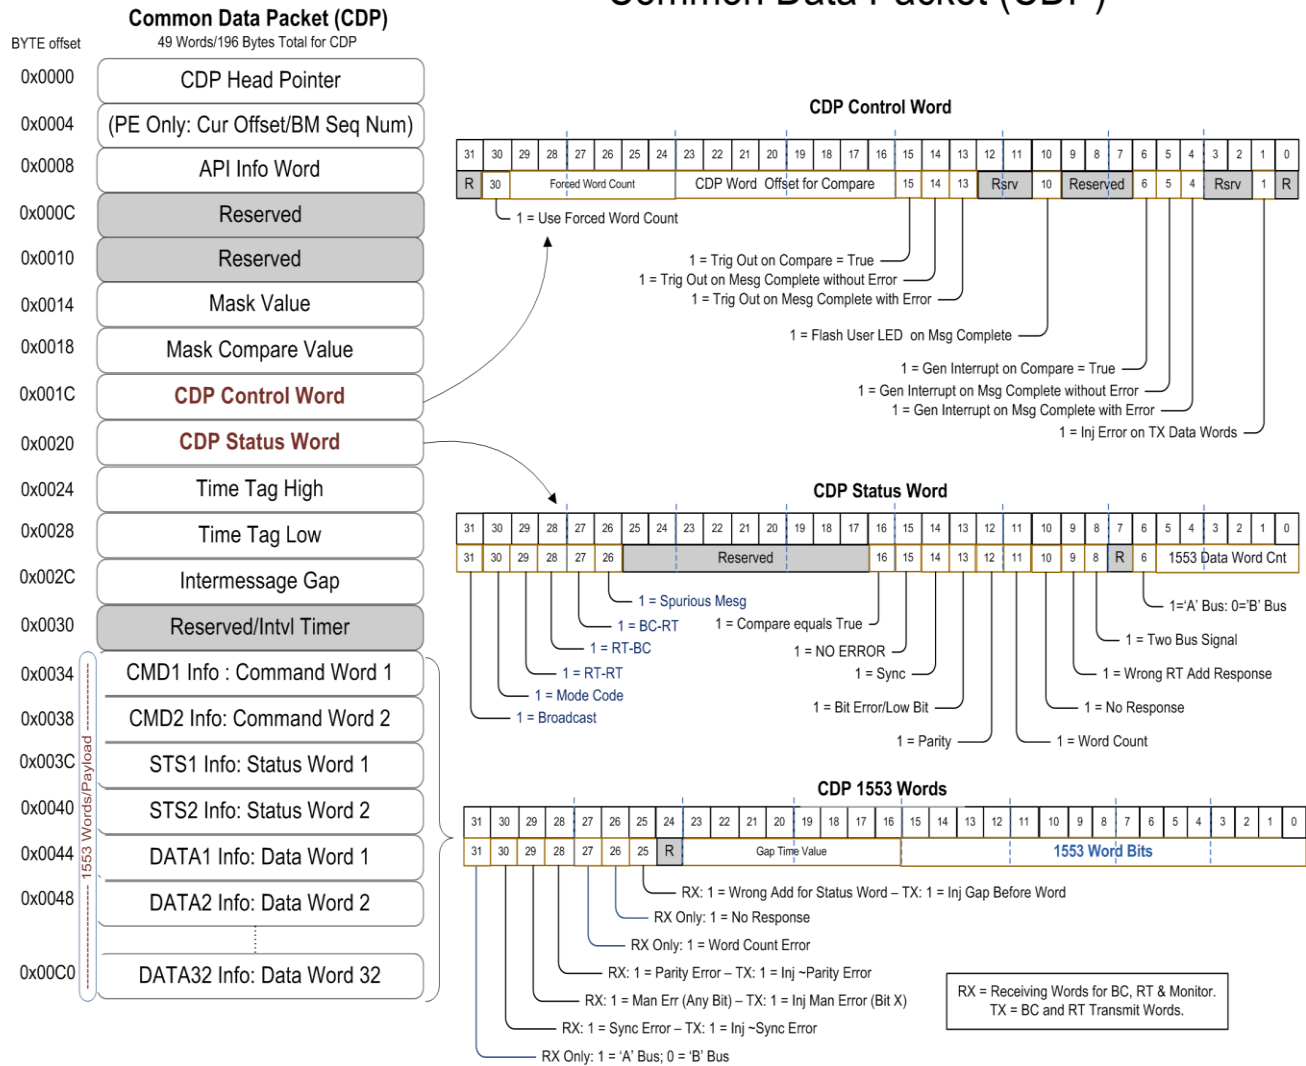 Common Data Packet (CDP)
Common Data Packet (CDP)
49 Words/196 Bytes Total for CDP
BYTE offset
0x0000 CDP Head Pointer
0x0004 (PE Only: Cur Offset/BM Seq Num)
0x0008 API Info Word
0x000C Reserved
0x0010 Reserved
0x0014 Mask Value
0x0018 Mask Compare Value
0x001C CDP Control Word
0x0020 CDP Status Word
0x0024 Time Tag High
0x0028 Time Tag Low
0x002C Intermessage Gap
0x0030 Reserved/Intvl Timer
1553 Words/Payload
0x0034 CMD1 Info : Command Word 1
0x0038 CMD2 Info: Command Word 2
0x003C STS1 Info: Status Word 1
0x0040 STS2 Info: Status Word 2
0x0044 DATA1 Info: Data Word 1
0x0048 DATA2 Info: Data Word 2
0x00C0 DATA32 Info: Data Word 32
CDP Control Word
31 30 29 28 27 26 25 24 23 22 21 20 19 18 17 16 15 14 13 12 11 10 9 8 7 6 5 4 3 2 1 0
R 30 Forced Word Count CDP Word Offset for Compare 15 14 13 Rsrv 10 Reserved 6 5 4 Rsrv 1 R
1 = Use Forced Word Count
1 = Trig Out on Compare = True
1 = Trig Out on Mesg Complete without Error
1 = Trig Out on Mesg Complete with Error
1 = Flash User LED on Msg Complete
1 = Gen Interrupt on Compare = True
1 = Gen Interrupt on Msg Complete without Error
1 = Gen Interrupt on Msg Complete with Error
1 = Inj Error on TX Data Words
CDP Status Word
31 30 29 28 27 26 25 24 23 22 21 20 19 18 17 16 15 14 13 12 11 10 9 8 7 6 5 4 3 2 1 0
31 30 29 28 27 26 Reserved 16 15 14 13 12 11 10 9 8 R 6 1553 Data Word Cnt
1 = Spurious Mesg
1 = BC-RT
1 = RT-BC
1 = RT-RT
1 = Mode Code
1 = Broadcast
1 = Compare equals True
1 = NO ERROR
1 = Sync
1 = Bit Error/Low Bit
1 = Parity
1='A' Bus: 0='B' Bus
1 = Two Bus Signal
1 = Wrong RT Add Response
1 = No Response
1 = Word Count
CDP 1553 Words
31 30 29 28 27 26 25 24 23 22 21 20 19 18 17 16 15 14 13 12 11 10 9 8 7 6 5 4 3 2 1 0
31 30 29 28 27 26 25 R Gap Time Value 1553 Word Bits
RX: 1 = Wrong Add for Status Word – TX: 1 = Inj Gap Before Word
RX Only: 1 = No Response
RX Only: 1 = Word Count Error
RX: 1 = Parity Error – TX: 1 = Inj ~Parity Error
RX: 1 = Man Err (Any Bit) – TX: 1 = Inj Man Error (Bit X)
RX: 1 = Sync Error – TX: 1 = Inj ~Sync Error
RX Only: 1 = 'A' Bus; 0 = 'B' Bus
RX = Receiving Words for BC, RT & Monitor.
TX = BC and RT Transmit Words.